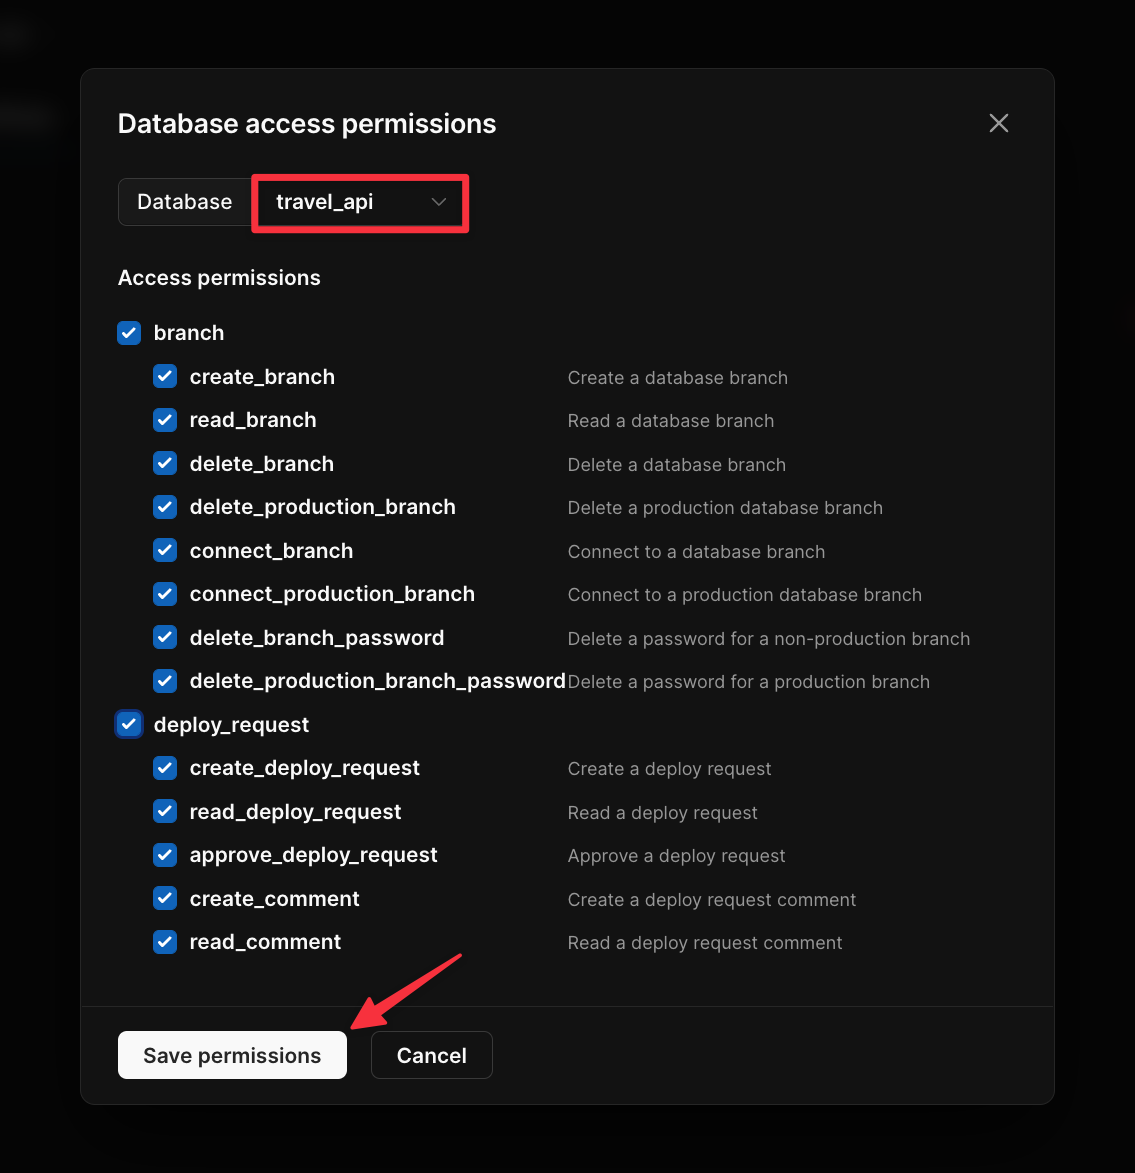 Database access permissions
Database travel_api
Access permissions
branch
create_branch Create a database branch
read_branch Read a database branch
delete_branch Delete a database branch
delete_production_branch Delete a production database branch
connect_branch Connect to a database branch
connect_production_branch Connect to a production database branch
delete_branch_password Delete a password for a non-production branch
delete_production_branch_password Delete a password for a production branch
deploy_request
create_deploy_request Create a deploy request
read_deploy_request Read a deploy request
approve_deploy_request Approve a deploy request
create_comment Create a deploy request comment
read_comment Read a deploy request comment
Save permissions Cancel